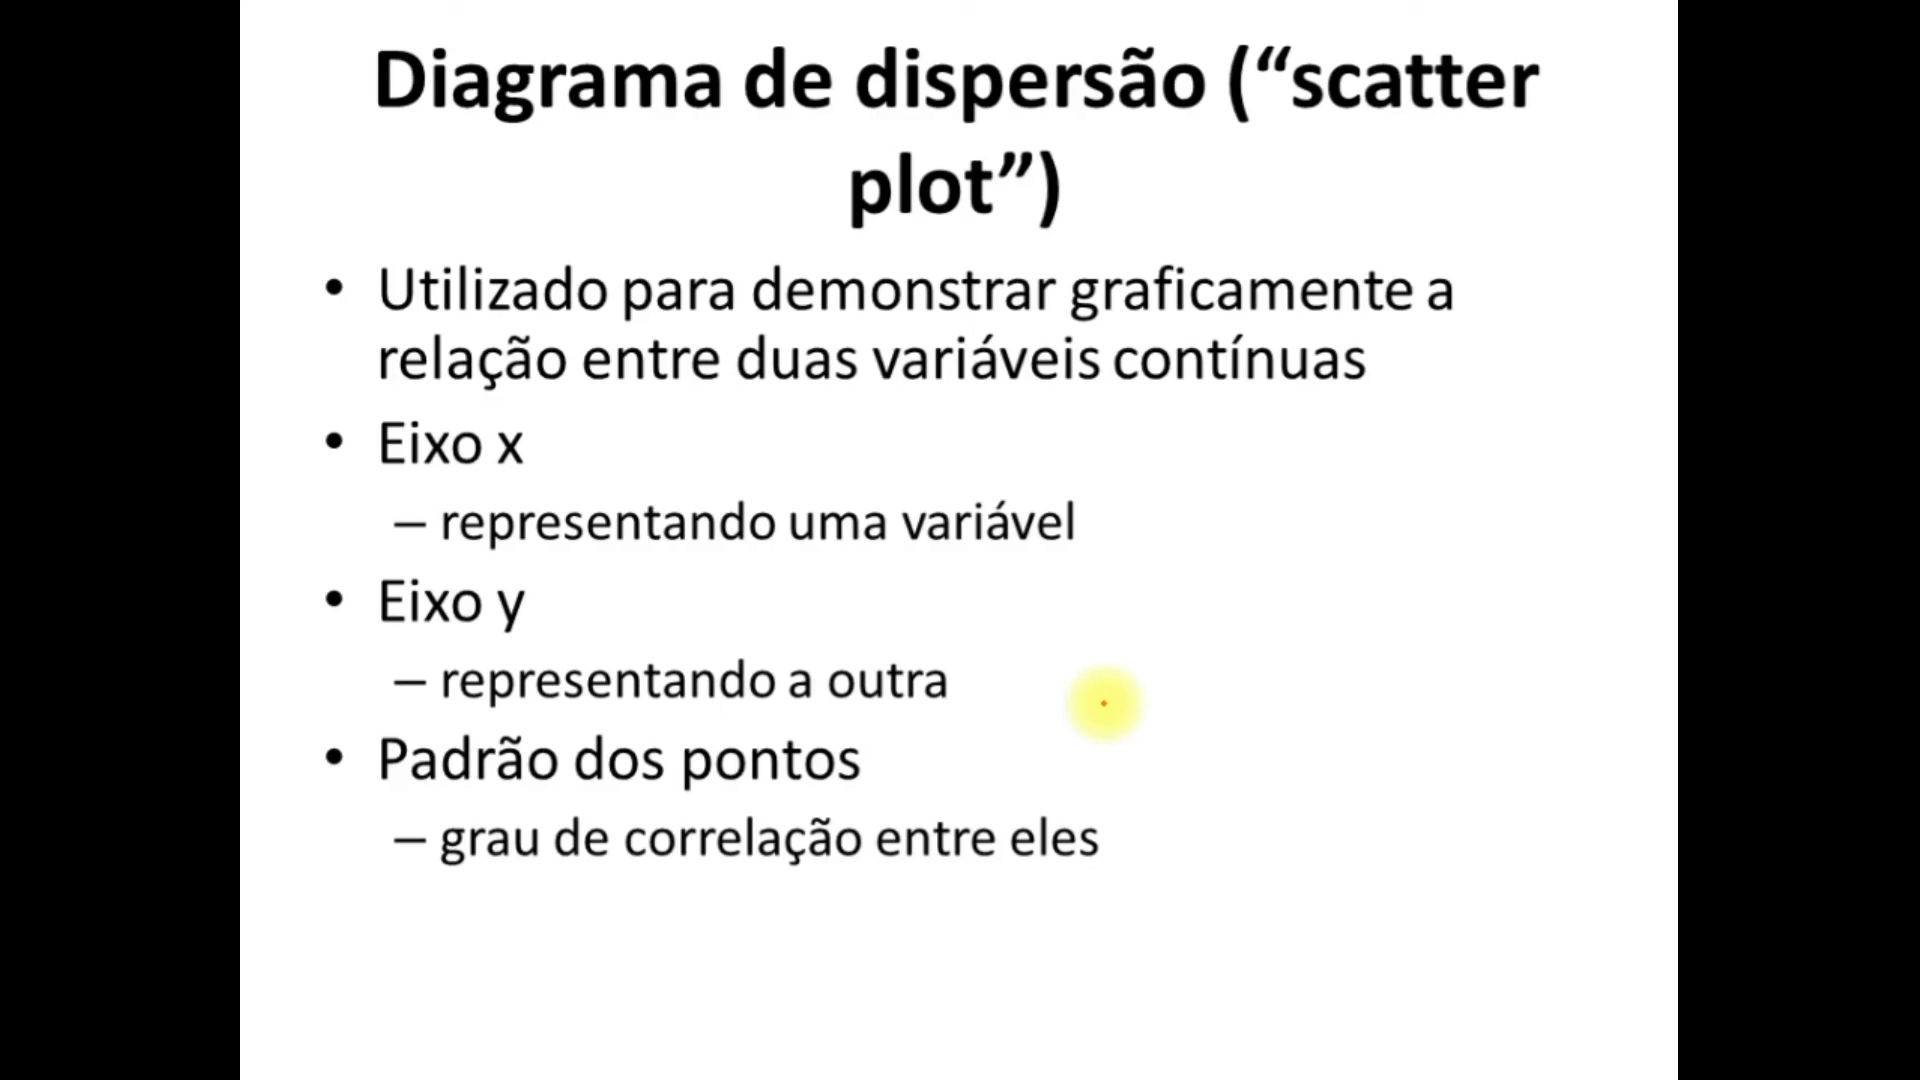 Diagrama de dispersão (“scatter
plot”)
• Utilizado para demonstrar graficamente a
relação entre duas variáveis contínuas
• Eixo x
– representando uma variável
• Eixo y
– representando a outra
• Padrão dos pontos
– grau de correlação entre eles